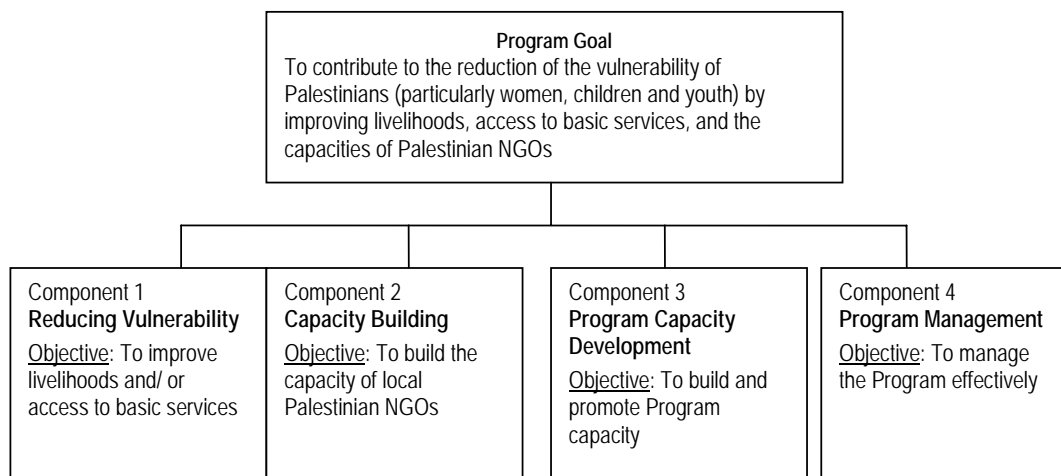 Program Goal
To contribute to the reduction of the vulnerability of
Palestinians (particularly women, children and youth) by
improving livelihoods, access to basic services, and the
capacities of Palestinian NGOs
Component 1
Reducing Vulnerability
Objective: To improve
livelihoods and/ or
access to basic services
Component 2
Capacity Building
Objective: To build the
capacity of local
Palestinian NGOs
Component 3
Program Capacity
Development
Objective: To build and
promote Program
capacity
Component 4
Program Management
Objective: To manage
the Program effectively